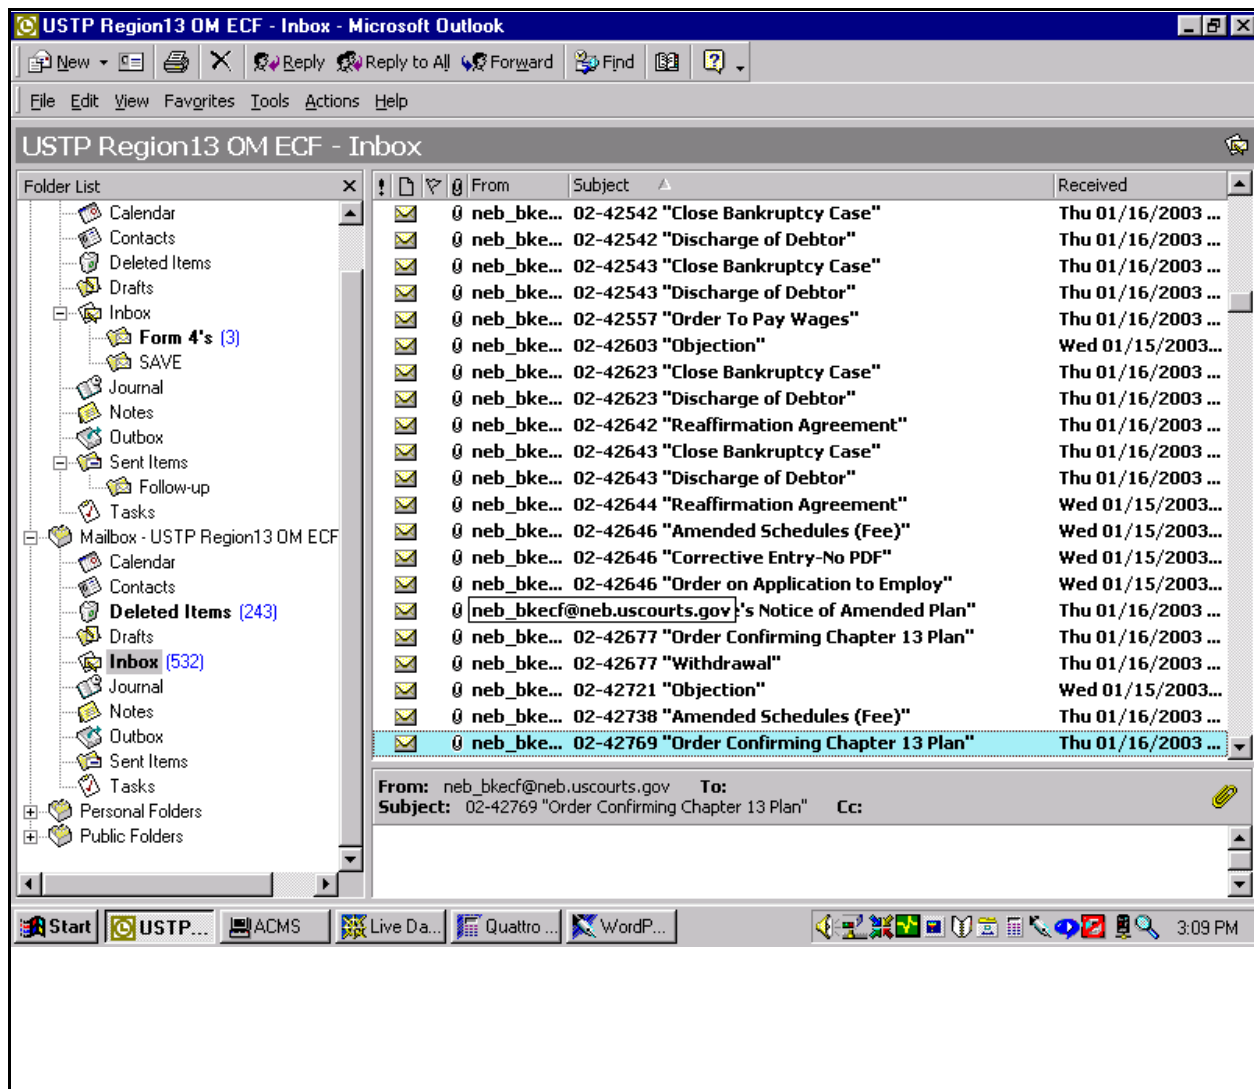 USTP Region13 OM ECF - Inbox - Microsoft Outlook
New Reply Reply to All Forward Find
File Edit View Favorites Tools Actions Help
USTP Region13 OM ECF - Inbox
Folder List
Calendar
Contacts
Deleted Items
Drafts
Inbox
Form 4's (3)
SAVE
Journal
Notes
Outbox
Sent Items
Follow-up
Tasks
Mailbox - USTP Region13 OM ECF
Calendar
Contacts
Deleted Items (243)
Drafts
Inbox (532)
Journal
Notes
Outbox
Sent Items
Tasks
Personal Folders
Public Folders
! From Subject Received
neb_bke... 02-42542 "Close Bankruptcy Case" Thu 01/16/2003 ...
neb_bke... 02-42542 "Discharge of Debtor" Thu 01/16/2003 ...
neb_bke... 02-42543 "Close Bankruptcy Case" Thu 01/16/2003 ...
neb_bke... 02-42543 "Discharge of Debtor" Thu 01/16/2003 ...
neb_bke... 02-42557 "Order To Pay Wages" Thu 01/16/2003 ...
neb_bke... 02-42603 "Objection" Wed 01/15/2003...
neb_bke... 02-42623 "Close Bankruptcy Case" Thu 01/16/2003 ...
neb_bke... 02-42623 "Discharge of Debtor" Thu 01/16/2003 ...
neb_bke... 02-42642 "Reaffirmation Agreement" Thu 01/16/2003 ...
neb_bke... 02-42643 "Close Bankruptcy Case" Thu 01/16/2003 ...
neb_bke... 02-42643 "Discharge of Debtor" Thu 01/16/2003 ...
neb_bke... 02-42644 "Reaffirmation Agreement" Wed 01/15/2003...
neb_bke... 02-42646 "Amended Schedules (Fee)" Wed 01/15/2003...
neb_bke... 02-42646 "Corrective Entry-No PDF" Wed 01/15/2003...
neb_bke... 02-42646 "Order on Application to Employ" Wed 01/15/2003...
neb_bkecf@neb.uscourts.gov 's Notice of Amended Plan" Thu 01/16/2003 ...
neb_bke... 02-42677 "Order Confirming Chapter 13 Plan" Thu 01/16/2003 ...
neb_bke... 02-42677 "Withdrawal" Thu 01/16/2003 ...
neb_bke... 02-42721 "Objection" Wed 01/15/2003...
neb_bke... 02-42738 "Amended Schedules (Fee)" Thu 01/16/2003 ...
neb_bke... 02-42769 "Order Confirming Chapter 13 Plan" Thu 01/16/2003 ...
From: neb_bkecf@neb.uscourts.gov To:
Subject: 02-42769 "Order Confirming Chapter 13 Plan" Cc:
Start USTP... ACMS Live Da... Quattro ... WordP... 3:09 PM